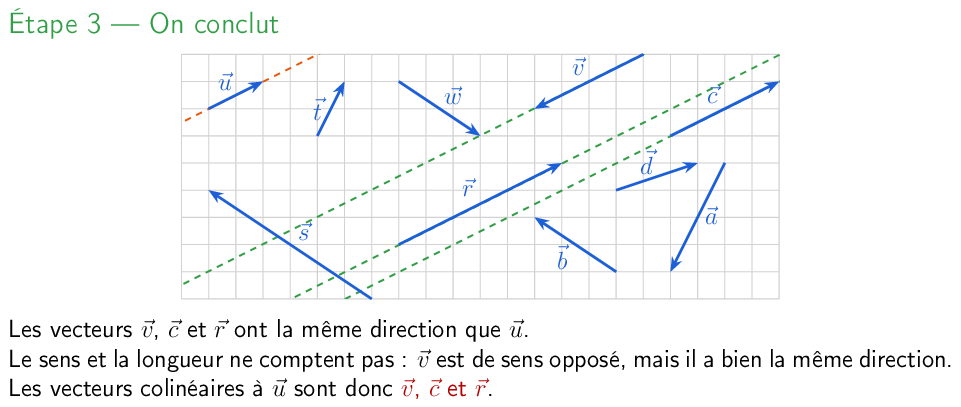 Étape 3 — On conclut
u⃗
t⃗
w⃗
v⃗
c⃗
d⃗
r⃗
a⃗
s⃗
b⃗
Les vecteurs v⃗, c⃗ et r⃗ ont la même direction que u⃗.
Le sens et la longueur ne comptent pas : v⃗ est de sens opposé, mais il a bien la même direction.
Les vecteurs colinéaires à u⃗ sont donc v⃗, c⃗ et r⃗.